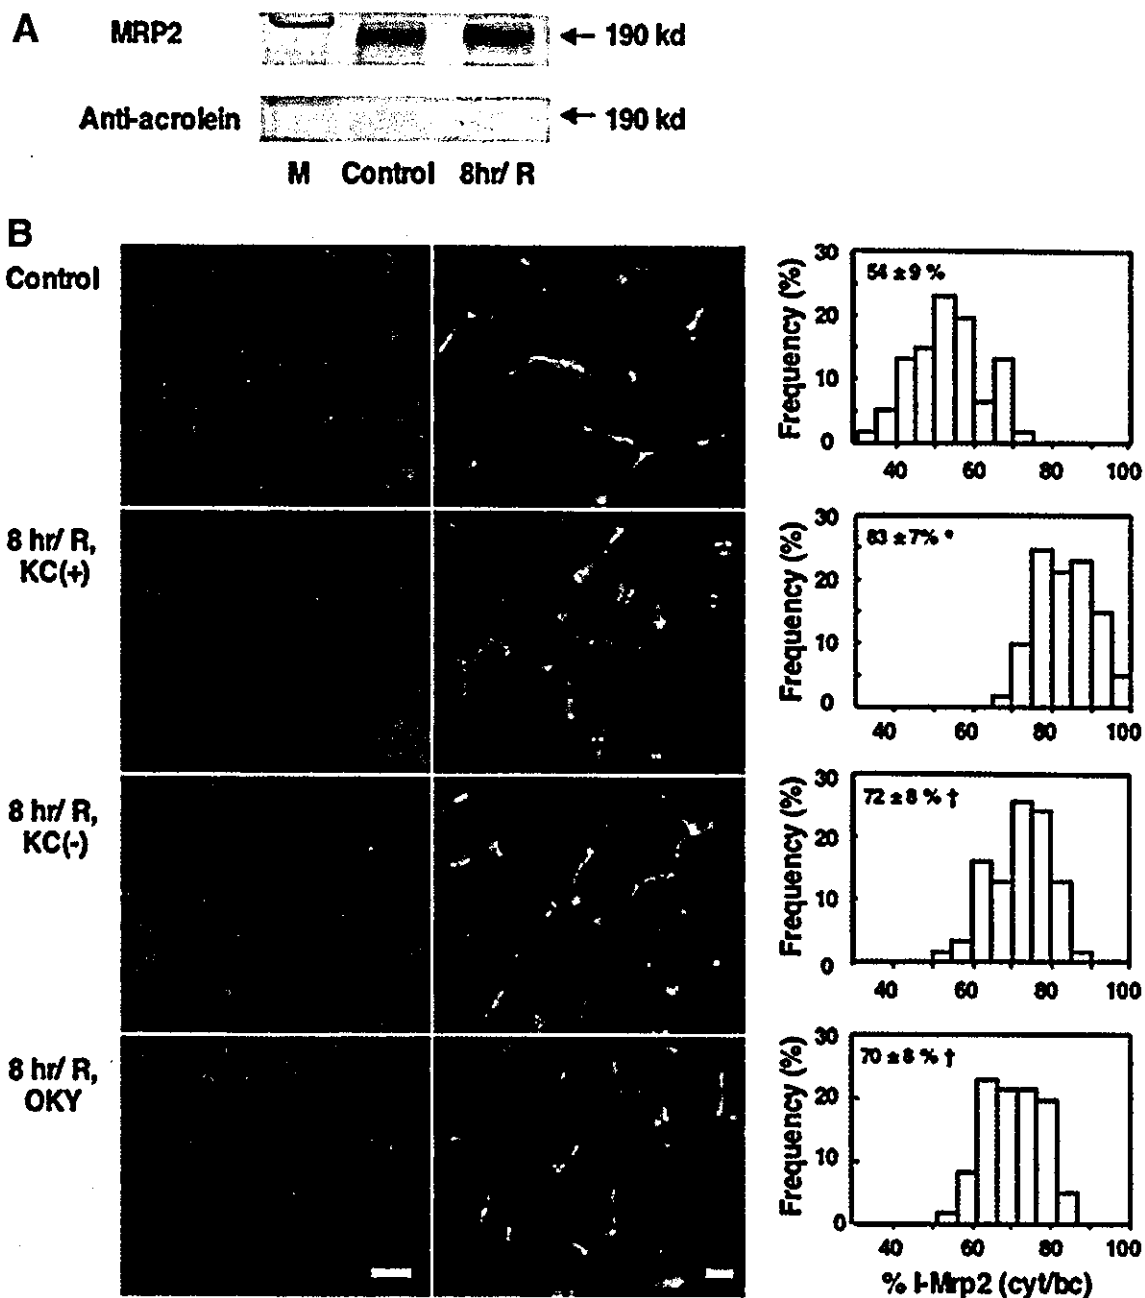 A
MRP2
190 kd
Anti-acrolein
190 kd
M Control 8hr/ R
B
Control
8 hr/ R,
KC(+)
8 hr/ R,
KC(-)
8 hr/ R,
OKY
Frequency (%)
30
20
10
0
54 ± 9 %
40 60 80 100
Frequency (%)
30
20
10
0
83 ± 7% *
40 60 80 100
Frequency (%)
30
20
10
0
72 ± 8 % †
40 60 80 100
Frequency (%)
30
20
10
0
70 ± 8 % †
40 60 80 100
% I-Mrp2 (cyt/bc)